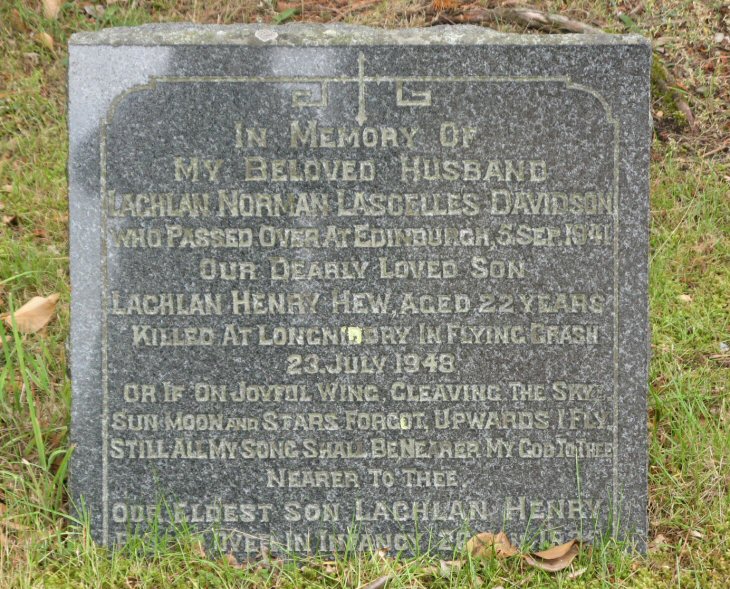 IN MEMORY OF
MY BELOVED HUSBAND
LACHLAN NORMAN LASCELLES DAVIDSON
WHO PASSED OVER AT EDINBURGH, 5, SEP. 1941
OUR DEARLY LOVED SON
LACHLAN HENRY HEW, AGED 22 YEARS
KILLED AT LONGNIDDRY IN FLYING CRASH
23. JULY 1948
OR IF ON JOYFUL WING, CLEAVING THE SKY,
SUN MOON AND STARS FORGOT, UPWARDS I FLY,
STILL ALL MY SONG SHALL BE NEARER MY GOD TO THEE
NEARER TO THEE.
OUR ELDEST SON LACHLAN HENRY
OVER IN INFANCY